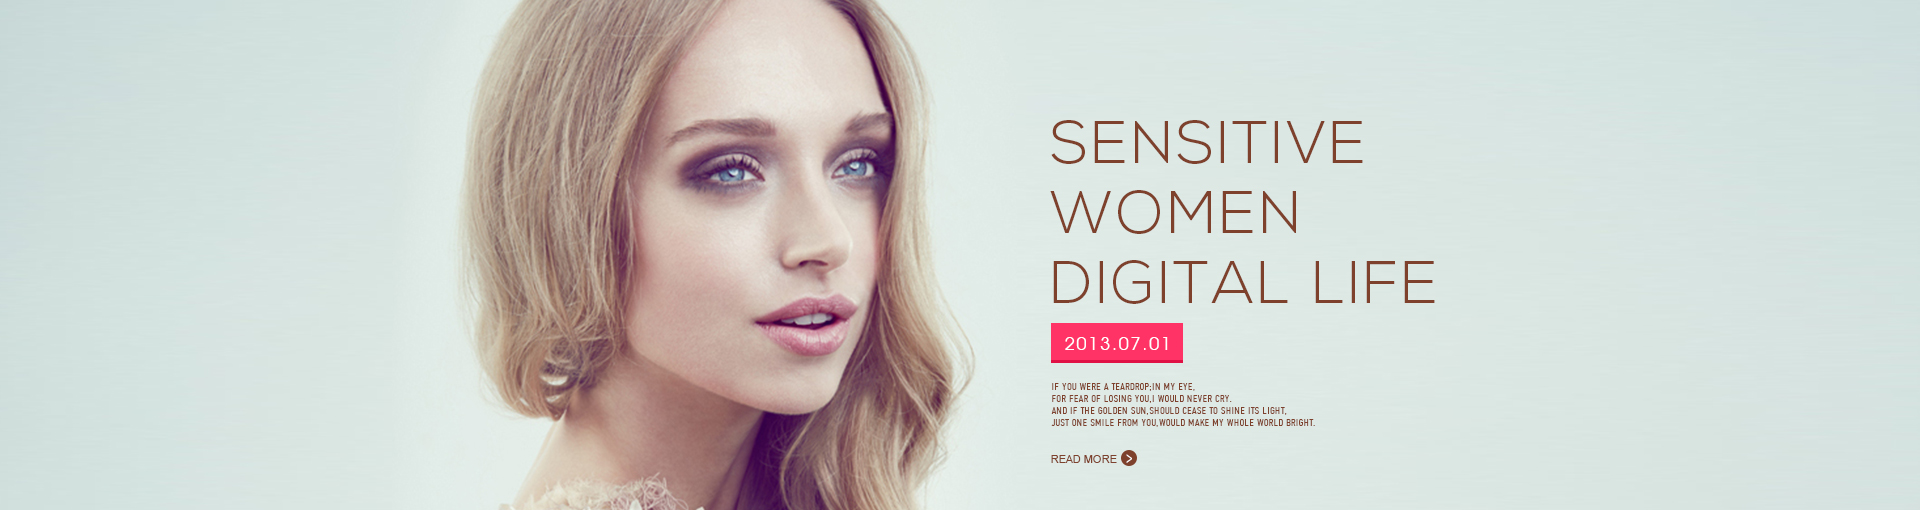 SENSITIVE
WOMEN
DIGITAL LIFE
2013.07.01
IF YOU WERE A TEARDROP;IN MY EYE,
FOR FEAR OF LOSING YOU,I WOULD NEVER CRY.
AND IF THE GOLDEN SUN,SHOULD CEASE TO SHINE ITS LIGHT,
JUST ONE SMILE FROM YOU,WOULD MAKE MY WHOLE WORLD BRIGHT.
READ MORE